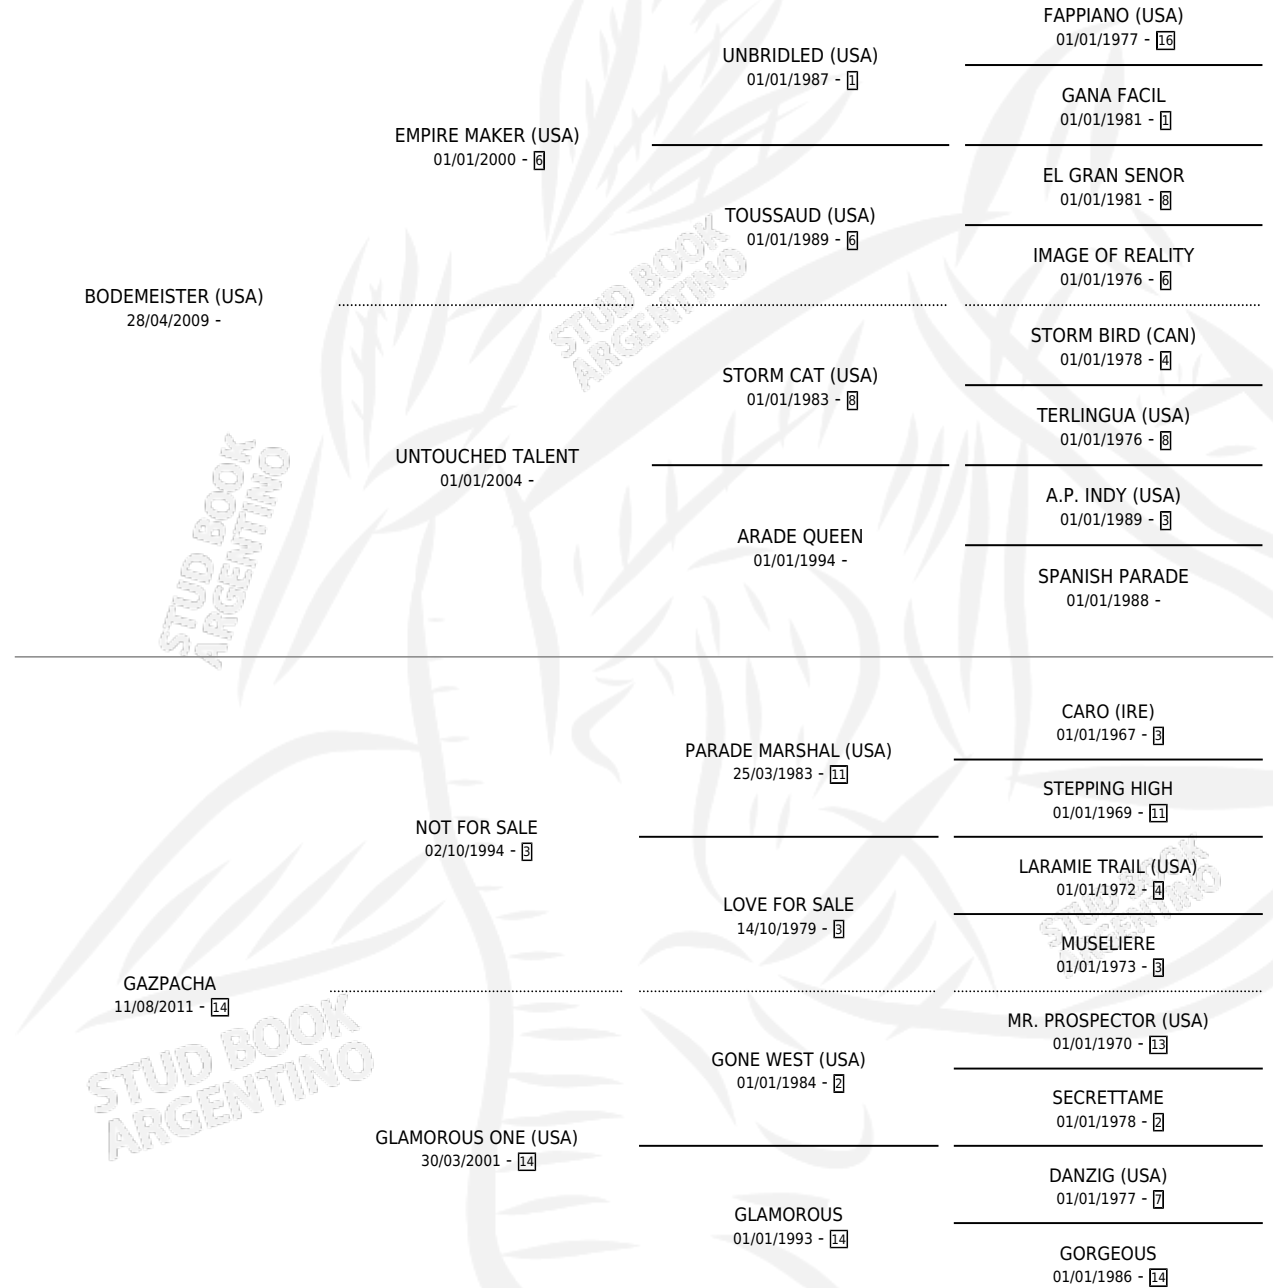 FAPPIANO (USA)
01/01/1977 - 16
UNBRIDLED (USA)
01/01/1987 - 1
GANA FACIL
01/01/1981 - 1
EMPIRE MAKER (USA)
01/01/2000 - 6
EL GRAN SENOR
01/01/1981 - 8
TOUSSAUD (USA)
01/01/1989 - 6
IMAGE OF REALITY
01/01/1976 - 6
BODEMEISTER (USA)
28/04/2009 -
STORM BIRD (CAN)
01/01/1978 - 4
STORM CAT (USA)
01/01/1983 - 8
TERLINGUA (USA)
01/01/1976 - 8
UNTOUCHED TALENT
01/01/2004 -
A.P. INDY (USA)
01/01/1989 - 3
ARADE QUEEN
01/01/1994 -
SPANISH PARADE
01/01/1988 -
STUD BOOK
ARGENTINO
STUD BOOK
ARGENTINO
CARO (IRE)
01/01/1967 - 3
PARADE MARSHAL (USA)
25/03/1983 - 11
STEPPING HIGH
01/01/1969 - 11
NOT FOR SALE
02/10/1994 - 3
LARAMIE TRAIL (USA)
01/01/1972 - 4
LOVE FOR SALE
14/10/1979 - 3
MUSELIERE
01/01/1973 - 3
STUD BOOK
ARGENTINO
GAZPACHA
11/08/2011 - 14
MR. PROSPECTOR (USA)
01/01/1970 - 13
GONE WEST (USA)
01/01/1984 - 2
SECRETTAME
01/01/1978 - 2
STUD BOOK
ARGENTINO
GLAMOROUS ONE (USA)
30/03/2001 - 14
DANZIG (USA)
01/01/1977 - 7
GLAMOROUS
01/01/1993 - 14
GORGEOUS
01/01/1986 - 14